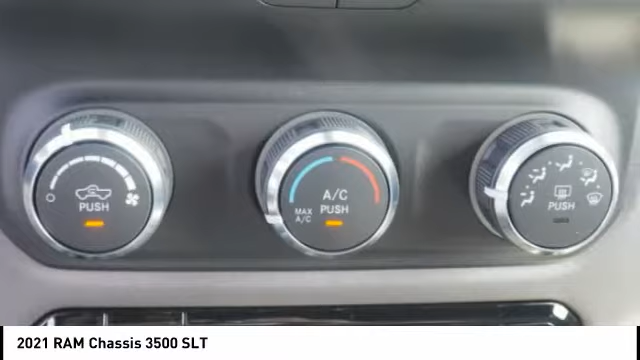 PUSH
A/C
MAX PUSH
A/C
PUSH
2021 RAM Chassis 3500 SLT